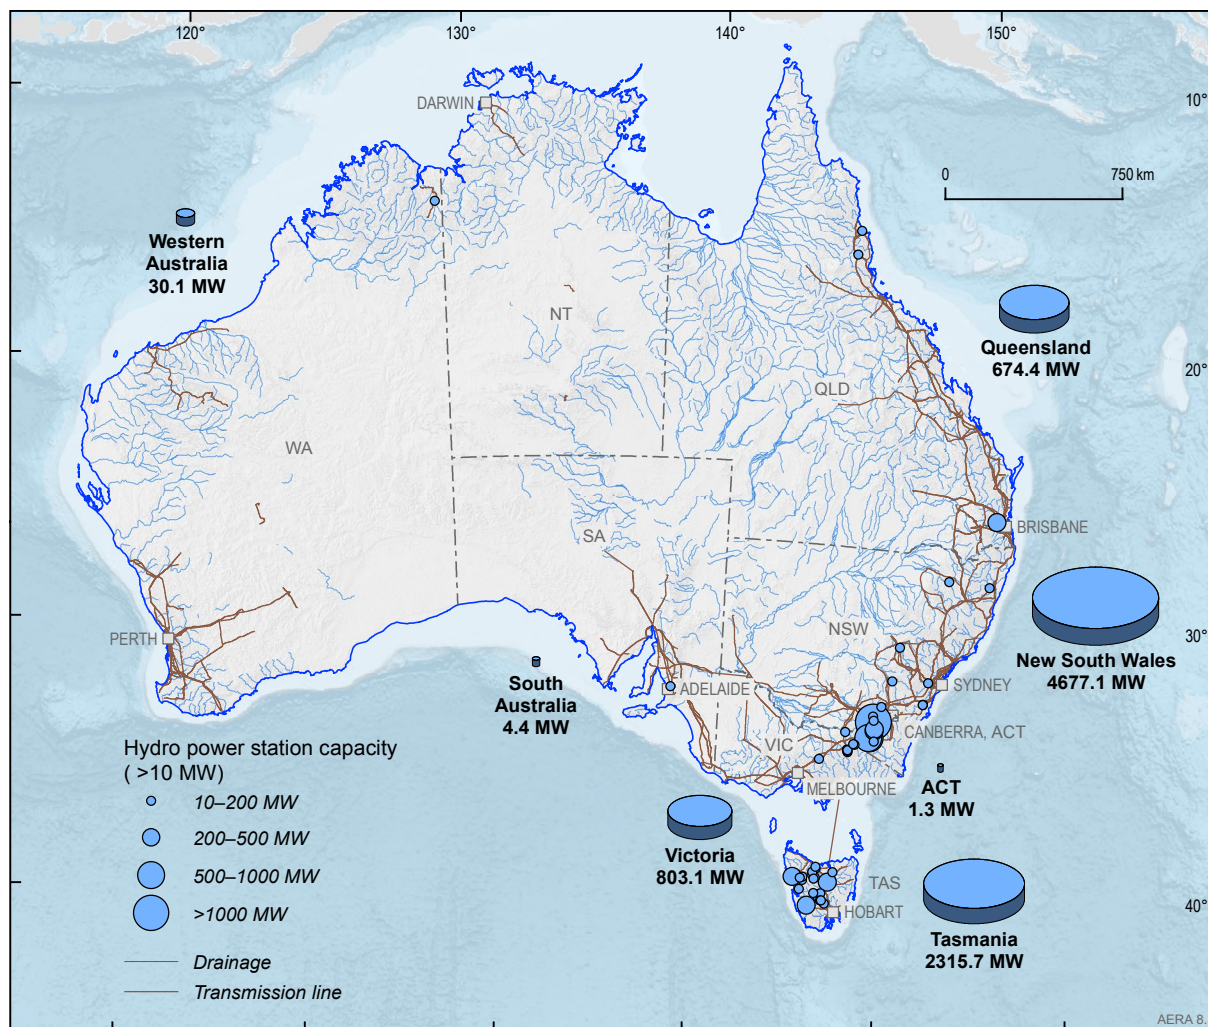 120°
130°
140°
150°
10°
DARWIN
0
750 km
Western
Australia
30.1 MW
NT
Queensland
674.4 MW
20°
QLD
WA
SA
BRISBANE
PERTH
NSW
30°
New South Wales
4677.1 MW
South
Australia
4.4 MW
ADELAIDE
SYDNEY
CANBERRA, ACT
VIC
MELBOURNE
ACT
1.3 MW
Hydro power station capacity
( >10 MW)
10–200 MW
200–500 MW
500–1000 MW
>1000 MW
Drainage
Transmission line
Victoria
803.1 MW
TAS
HOBART
40°
Tasmania
2315.7 MW
AERA 8.